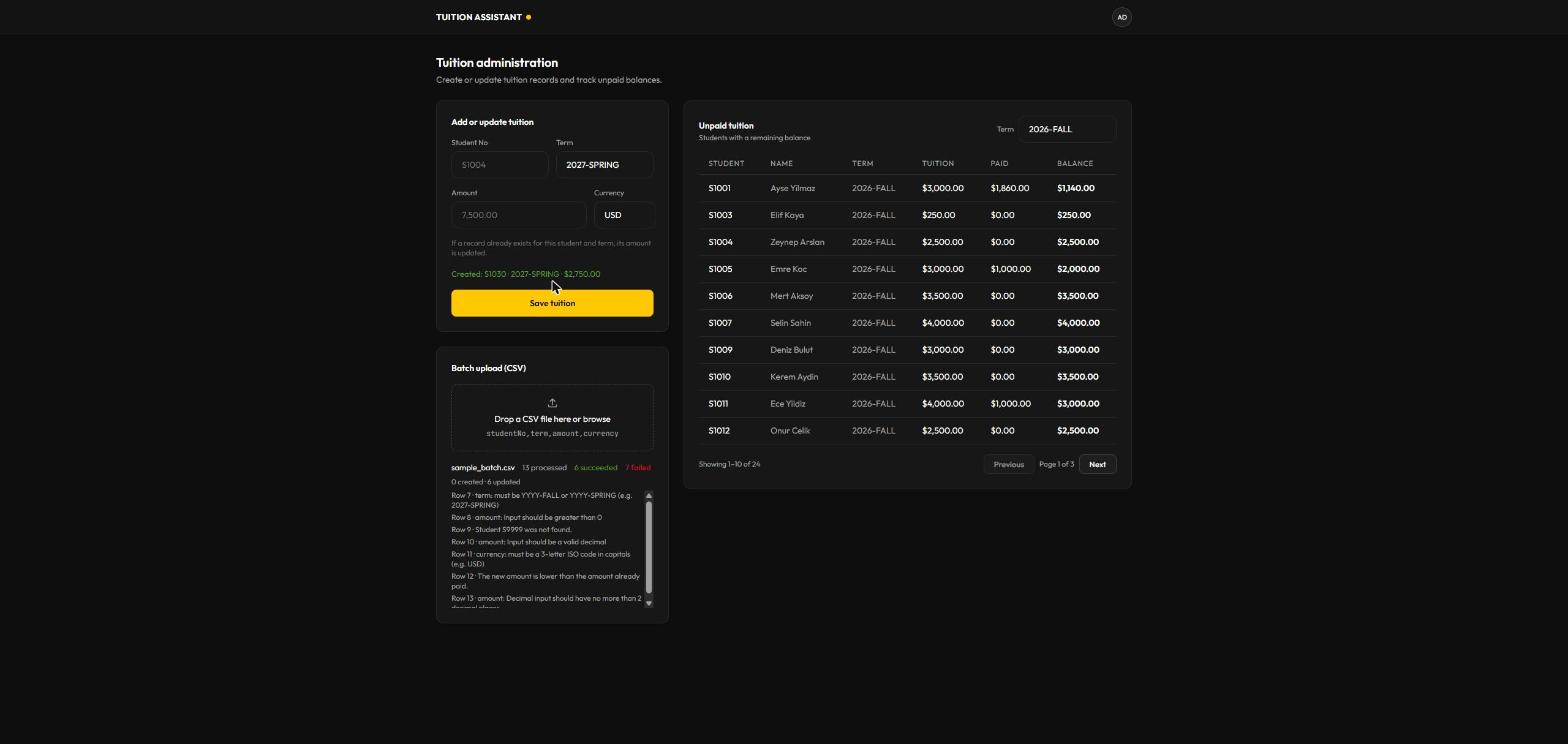 TUITION ASSISTANT
AD
Tuition administration
Create or update tuition records and track unpaid balances.
Add or update tuition
Student No Term
S1004 2027-SPRING
Amount Currency
7,500.00 USD
If a record already exists for this student and term, its amount
is updated.
Created: S1030 · 2027-SPRING · $2,750.00
Save tuition
Batch upload (CSV)
Drop a CSV file here or browse
studentNo,term,amount,currency
sample_batch.csv 13 processed 6 succeeded 7 failed
0 created · 6 updated
Row 7 · term: must be YYYY-FALL or YYYY-SPRING (e.g.
2027-SPRING)
Row 8 · amount: Input should be greater than 0
Row 9 · Student S9999 was not found.
Row 10 · amount: Input should be a valid decimal
Row 11 · currency: must be a 3-letter ISO code in capitals
(e.g. USD)
Row 12 · The new amount is lower than the amount already
paid.
Row 13 · amount: Decimal input should have no more than 2
decimal places
Unpaid tuition
Students with a remaining balance
Term 2026-FALL
STUDENT NAME TERM TUITION PAID BALANCE
S1001 Ayse Yilmaz 2026-FALL $3,000.00 $1,860.00 $1,140.00
S1003 Elif Kaya 2026-FALL $250.00 $0.00 $250.00
S1004 Zeynep Arslan 2026-FALL $2,500.00 $0.00 $2,500.00
S1005 Emre Koc 2026-FALL $3,000.00 $1,000.00 $2,000.00
S1006 Mert Aksoy 2026-FALL $3,500.00 $0.00 $3,500.00
S1007 Selin Sahin 2026-FALL $4,000.00 $0.00 $4,000.00
S1009 Deniz Bulut 2026-FALL $3,000.00 $0.00 $3,000.00
S1010 Kerem Aydin 2026-FALL $3,500.00 $0.00 $3,500.00
S1011 Ece Yildiz 2026-FALL $4,000.00 $1,000.00 $3,000.00
S1012 Onur Celik 2026-FALL $2,500.00 $0.00 $2,500.00
Showing 1–10 of 24
Previous Page 1 of 3 Next